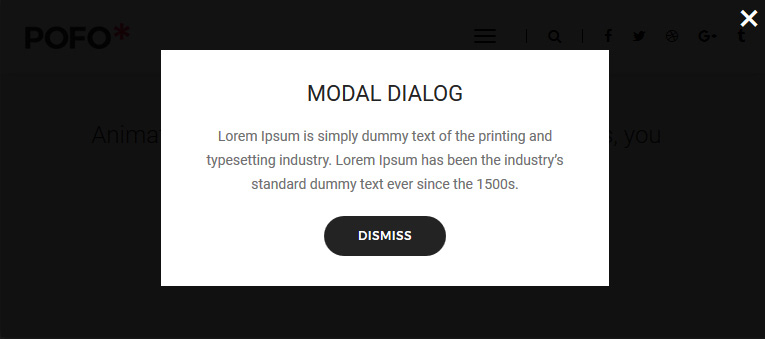 POFO*
MODAL DIALOG
Anima
s, you
Lorem Ipsum is simply dummy text of the printing and
typesetting industry. Lorem Ipsum has been the industry’s
standard dummy text ever since the 1500s.
DISMISS